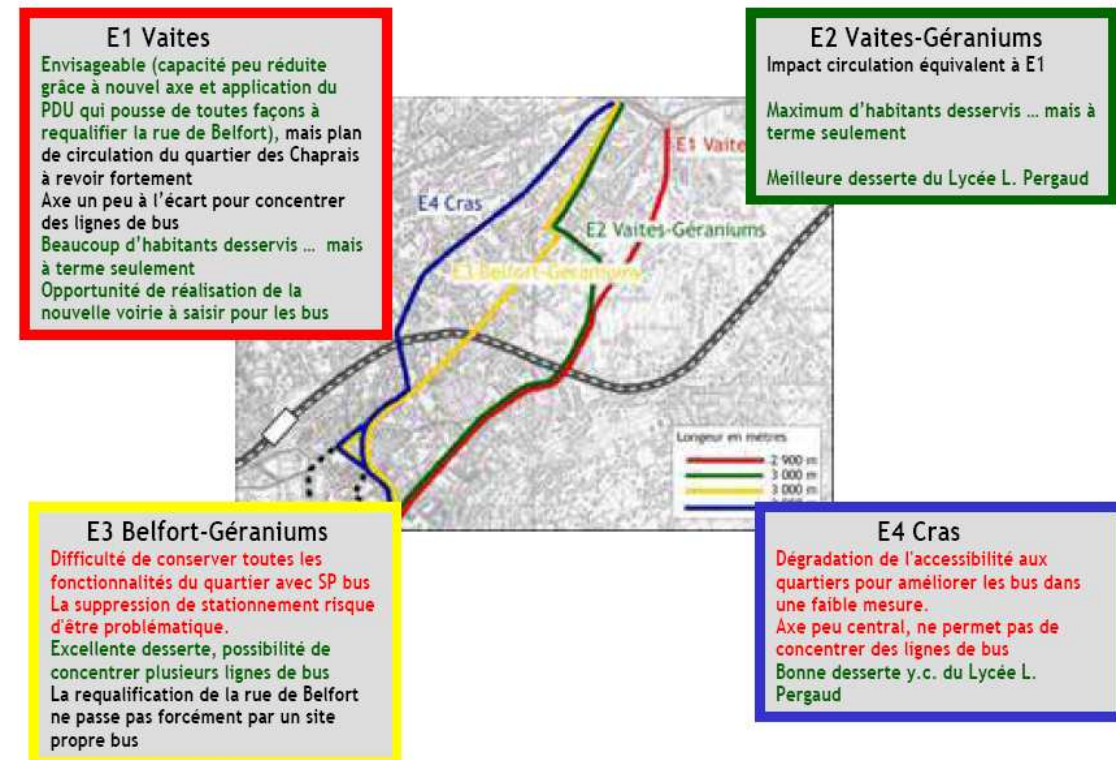 E1 Vaites
Envisageable (capacité peu réduite
grâce à nouvel axe et application du
PDU qui pousse de toutes façons à
requalifier la rue de Belfort), mais plan
de circulation du quartier des Chaprais
à revoir fortement
Axe un peu à l'écart pour concentrer
des lignes de bus
Beaucoup d'habitants desservis ... mais
à terme seulement
Opportunité de réalisation de la
nouvelle voirie à saisir pour les bus
E2 Vaites-Géraniums
Impact circulation équivalent à E1
Maximum d'habitants desservis ... mais à
terme seulement
Meilleure desserte du Lycée L. Pergaud
E1 Vaite
E4 Cras
E2 Vaites-Géraniums
E3 Belfort-Géraniums
Longeur en mètres
2 900 m
3 000 m
3 000 m
E3 Belfort-Géraniums
Difficulté de conserver toutes les
fonctionnalités du quartier avec SP bus
La suppression de stationnement risque
d'être problématique.
Excellente desserte, possibilité de
concentrer plusieurs lignes de bus
La requalification de la rue de Belfort
ne passe pas forcément par un site
propre bus
E4 Cras
Dégradation de l'accessibilité aux
quartiers pour améliorer les bus dans
une faible mesure.
Axe peu central, ne permet pas de
concentrer des lignes de bus
Bonne desserte y.c. du Lycée L.
Pergaud